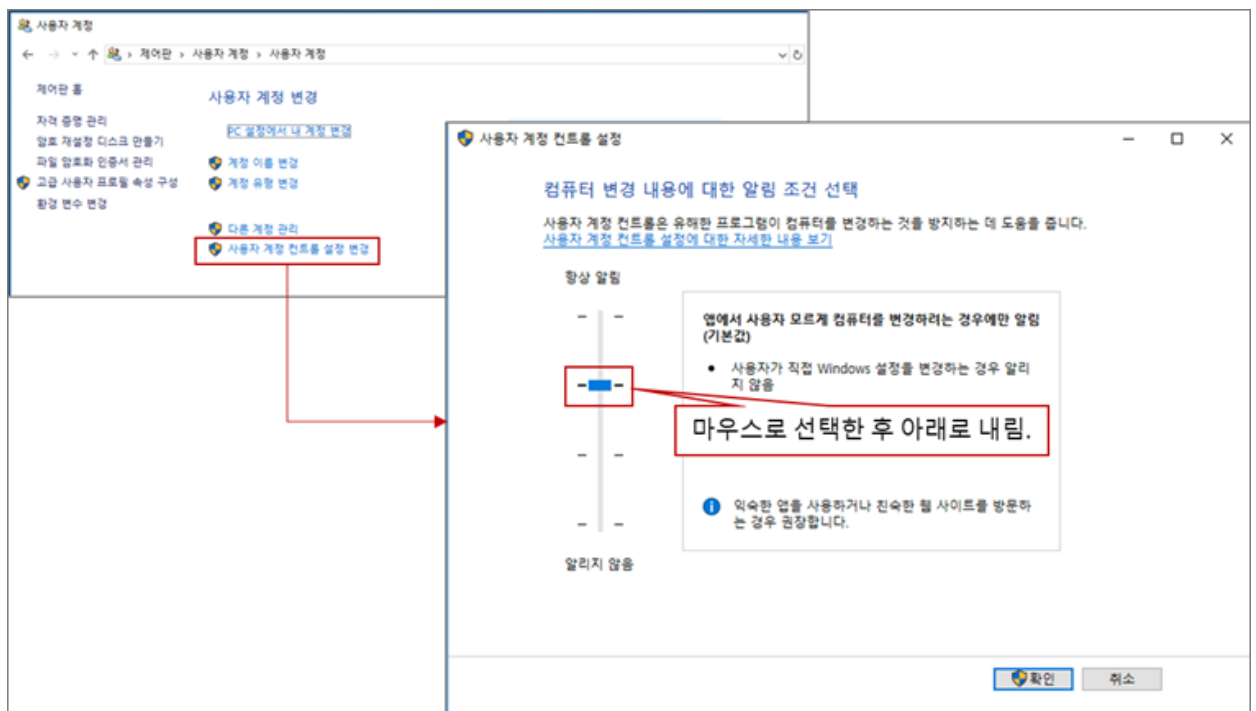 사용자 계정
제어판 › 사용자 계정 › 사용자 계정
제어판 홈
자격 증명 관리
암호 재설정 디스크 만들기
파일 암호화 인증서 관리
고급 사용자 프로필 속성 구성
환경 변수 변경
사용자 계정 변경
PC 설정에서 내 계정 변경
계정 이름 변경
계정 유형 변경
다른 계정 관리
사용자 계정 컨트롤 설정 변경
사용자 계정 컨트롤 설정
컴퓨터 변경 내용에 대한 알림 조건 선택
사용자 계정 컨트롤은 유해한 프로그램이 컴퓨터를 변경하는 것을 방지하는 데 도움을 줍니다.
사용자 계정 컨트롤 설정에 대한 자세한 내용 보기
항상 알림
앱에서 사용자 모르게 컴퓨터를 변경하려는 경우에만 알림
(기본값)
• 사용자가 직접 Windows 설정을 변경하는 경우 알리
지 않음
마우스로 선택한 후 아래로 내림.
익숙한 앱을 사용하거나 친숙한 웹 사이트를 방문하
는 경우 권장합니다.
알리지 않음
확인
취소